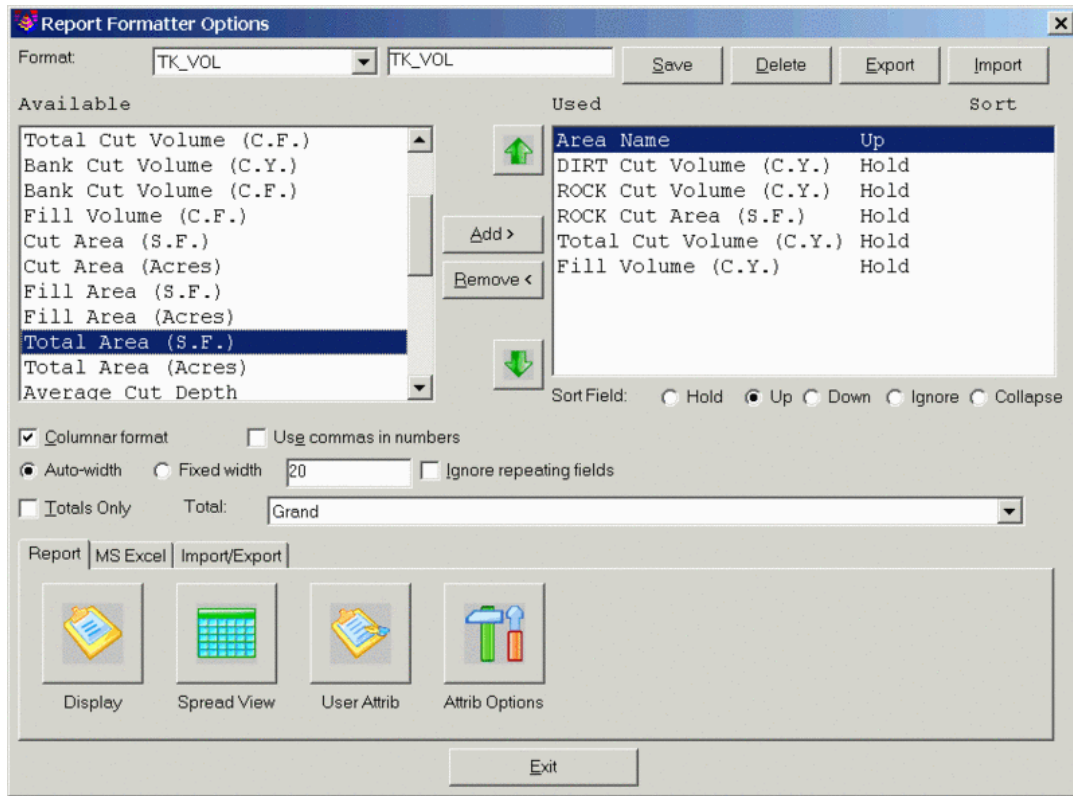 Report Formatter Options
Format: TK_VOL TK_VOL Save Delete Export Import
Available Used Sort
Total Cut Volume (C.F.)
Bank Cut Volume (C.Y.)
Bank Cut Volume (C.F.)
Fill Volume (C.F.)
Cut Area (S.F.)
Cut Area (Acres)
Fill Area (S.F.)
Fill Area (Acres)
Total Area (S.F.)
Total Area (Acres)
Average Cut Depth
Add >
Remove <
Area Name Up
DIRT Cut Volume (C.Y.) Hold
ROCK Cut Volume (C.Y.) Hold
ROCK Cut Area (S.F.) Hold
Total Cut Volume (C.Y.) Hold
Fill Volume (C.Y.) Hold
Sort Field: Hold Up Down Ignore Collapse
Columnar format Use commas in numbers
Auto-width Fixed width 20 Ignore repeating fields
Totals Only Total: Grand
Report MS Excel Import/Export
Display Spread View User Attrib Attrib Options
Exit